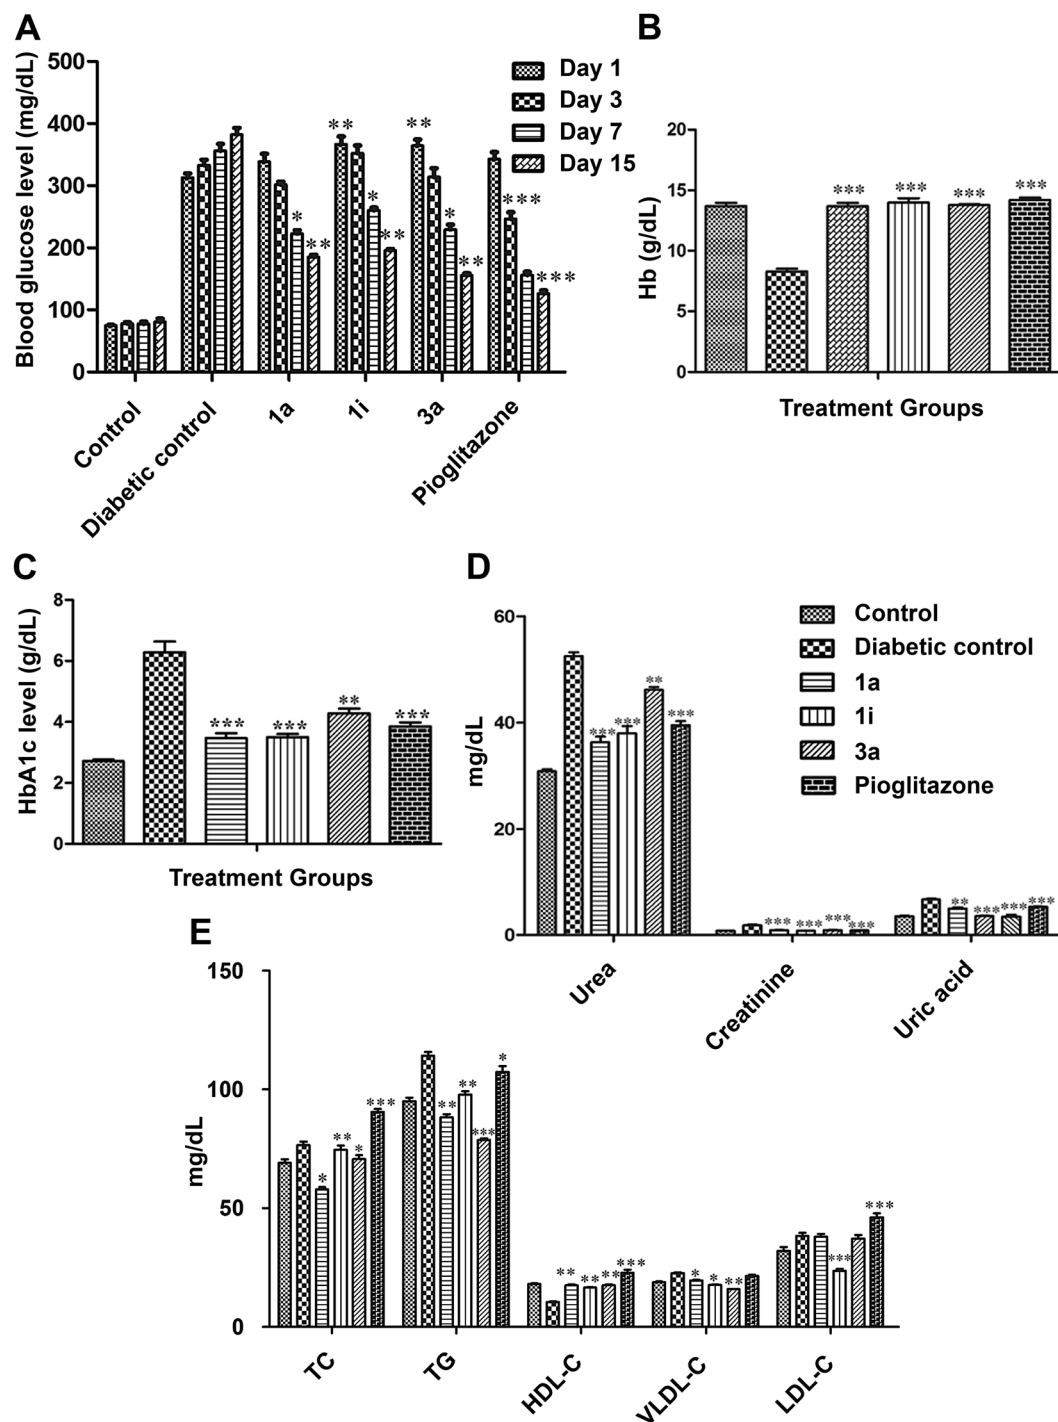 A
Blood glucose level (mg/dL)
500
400
300
200
100
0
Day 1
Day 3
Day 7
Day 15
**
**
*
**
*
**
*
**
***
***
Control
Diabetic control
1a
1i
3a
Pioglitazone
B
Hb (g/dL)
20
15
10
5
0
*** *** *** ***
Treatment Groups
C
HbA1c level (g/dL)
8
6
4
2
0
*** *** ** ***
Treatment Groups
D
mg/dL
60
40
20
0
Control
Diabetic control
1a
1i
3a
Pioglitazone
*** *** ** ***
*** *** *** ***
** *** *** ***
Urea
Creatinine
Uric acid
E
mg/dL
150
100
50
0
* ** * ***
** ** *** *
** ** ** ***
* * **
*** ***
TC
TG
HDL-C
VLDL-C
LDL-C